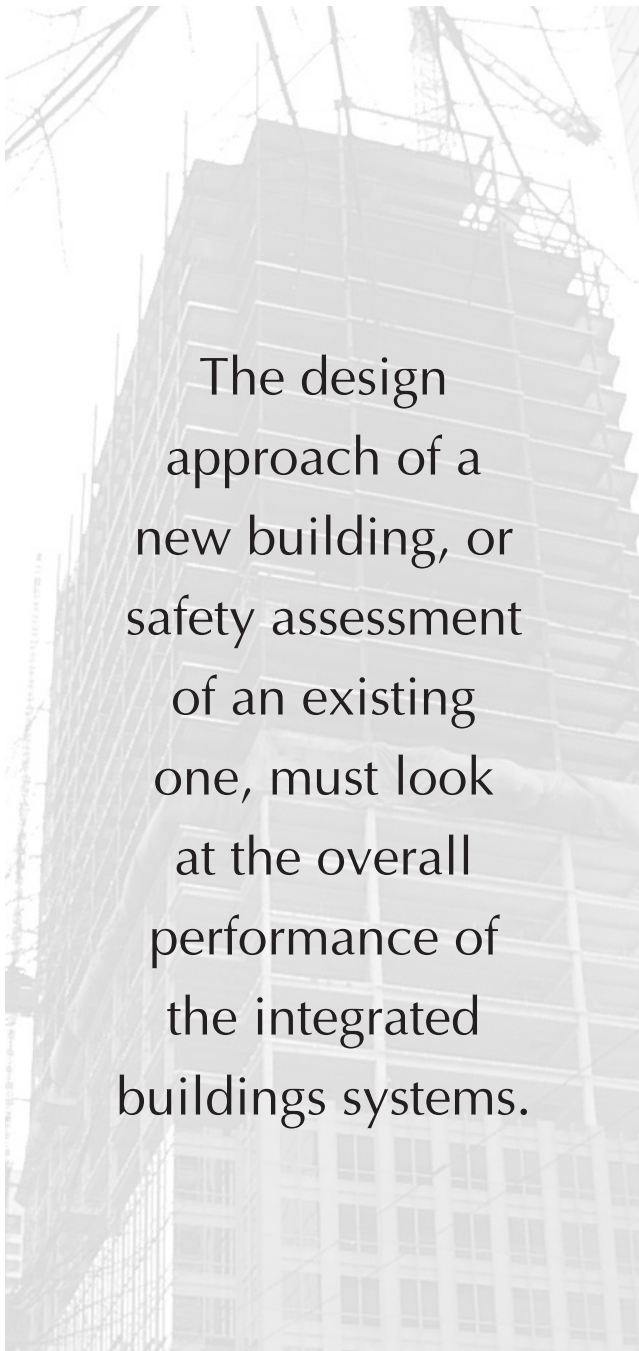 The design
approach of a
new building, or
safety assessment
of an existing
one, must look
at the overall
performance of
the integrated
buildings systems.